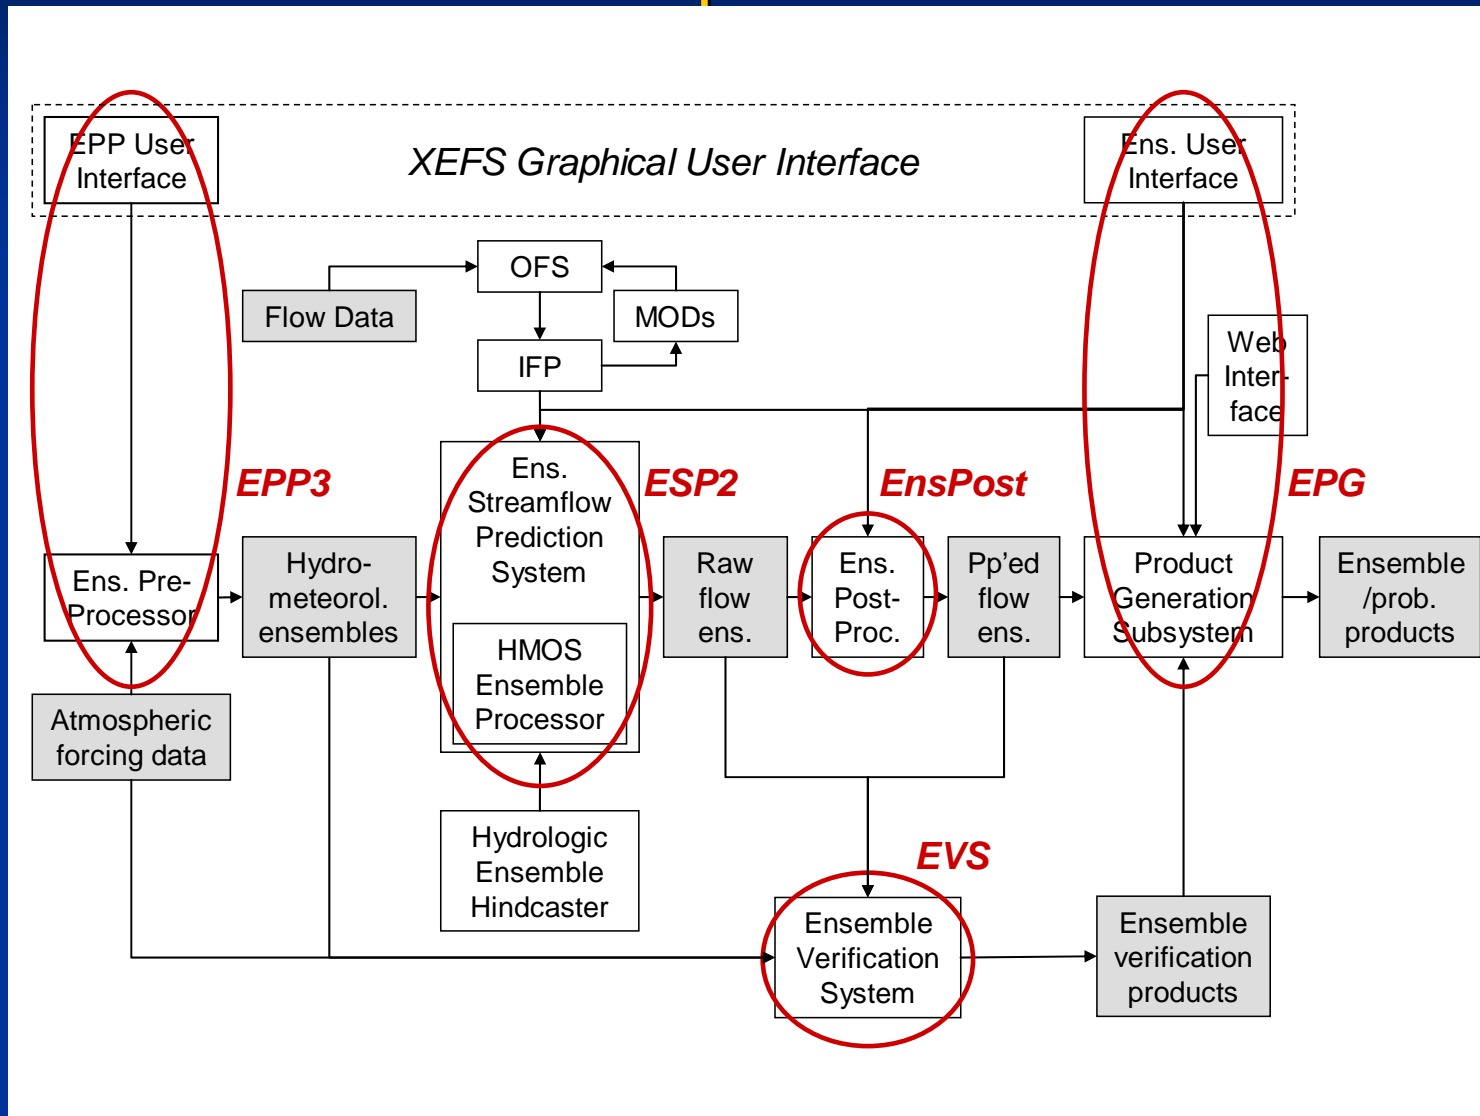 EPP User
Interface
XEFS Graphical User Interface
Ens. User
Interface
OFS
Flow Data
MODs
IFP
Web
Inter-
face
EPP3
ESP2
EnsPost
EPG
Ens. Pre-
Processor
Hydro-
meteorol.
ensembles
Ens.
Streamflow
Prediction
System
HMOS
Ensemble
Processor
Raw
flow
ens.
Ens.
Post-
Proc.
Pp'ed
flow
ens.
Product
Generation
Subsystem
Ensemble
/prob.
products
Atmospheric
forcing data
Hydrologic
Ensemble
Hindcaster
EVS
Ensemble
Verification
System
Ensemble
verification
products